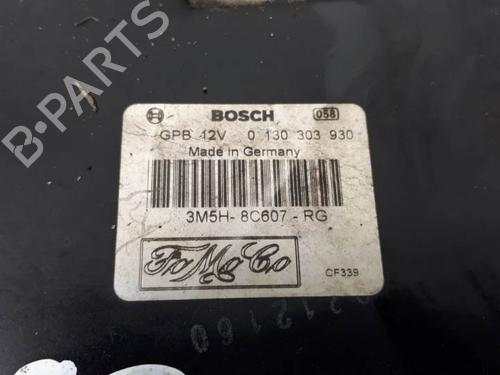 BOSCH
058
GPB 12V 0 130 303 930
Made in Germany
3M5H- 8C607 - RG
FoMoCo
CF339
B-PARTS